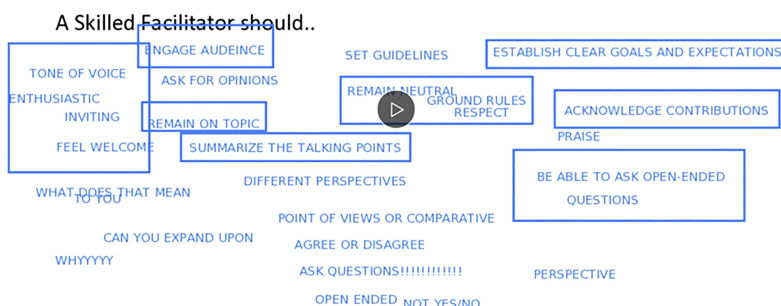 A Skilled Facilitator should..
ENGAGE AUDEINCE
SET GUIDELINES
ESTABLISH CLEAR GOALS AND EXPECTATIONS
TONE OF VOICE
ASK FOR OPINIONS
ENTHUSIASTIC
REMAIN NEUTRAL
GROUND RULES
RESPECT
ACKNOWLEDGE CONTRIBUTIONS
INVITING
REMAIN ON TOPIC
PRAISE
FEEL WELCOME
SUMMARIZE THE TALKING POINTS
DIFFERENT PERSPECTIVES
BE ABLE TO ASK OPEN-ENDED
QUESTIONS
WHAT DOES THAT MEAN
TO YOU
POINT OF VIEWS OR COMPARATIVE
CAN YOU EXPAND UPON
AGREE OR DISAGREE
WHYYYYY
ASK QUESTIONS!!!!!!!!!!!!
PERSPECTIVE
OPEN ENDED
NOT YES/NO